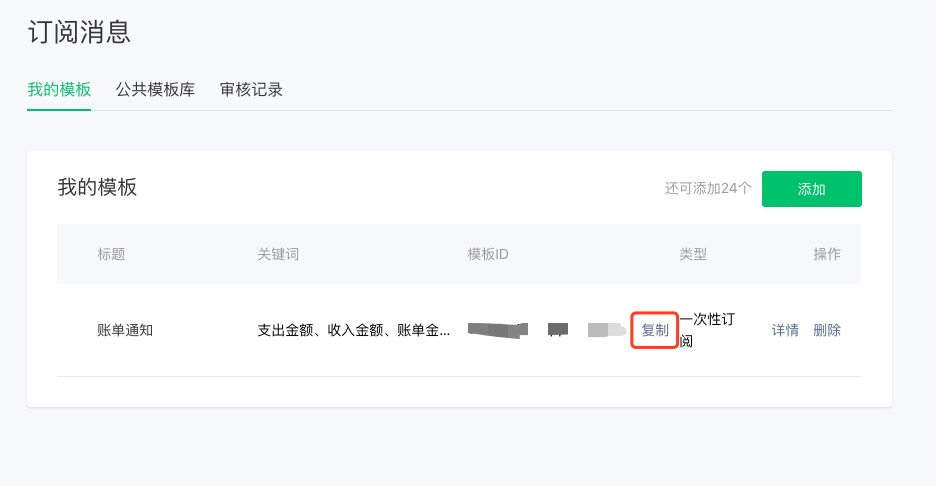 订阅消息
我的模板 公共模板库 审核记录
我的模板 还可添加24个 添加
标题 关键词 模板ID 类型 操作
账单通知 支出金额、收入金额、账单金... 复制 一次性订 详情 删除
阅